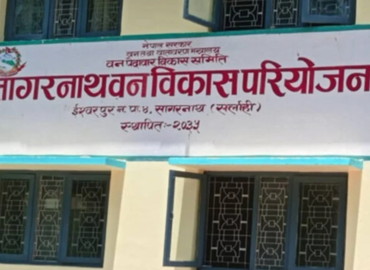 नेपाल सरकार
वन तथा वातावरण मन्त्रालय
वन पैदावार विकास समिति
सागरनाथ वन विकास परियोजना
ईश्वरपुर न.पा.४, सागरनाथ (सर्लाही)
स्थापित:-२०३५